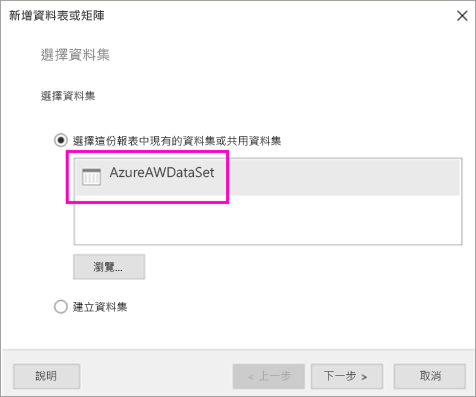 新增資料表或矩陣
選擇資料集
選擇資料集
選擇這份報表中現有的資料集或共用資料集
AzureAWDataSet
瀏覽...
建立資料集
說明
< 上一步
下一步 >
取消